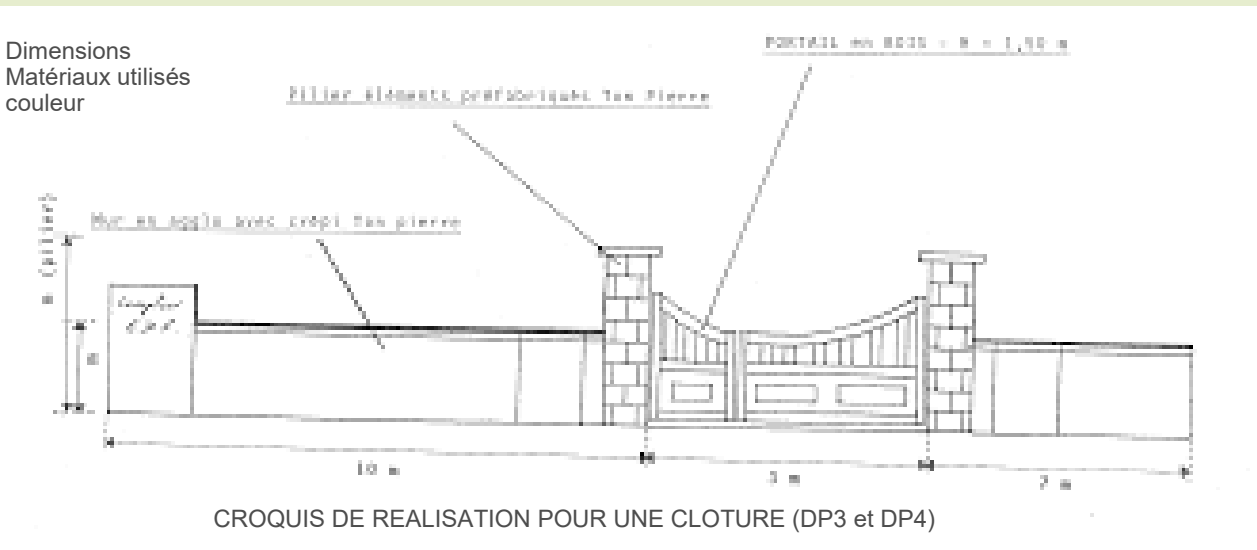 Dimensions
Matériaux utilisés
couleur
PORTAIL en BOIS - H = 1,50 m
Pilier éléments préfabriqués Ton Pierre
Mur en agglo avec crépi Ton pierre
m (pilier)
10 m
3 m
7 m
CROQUIS DE REALISATION POUR UNE CLOTURE (DP3 et DP4)